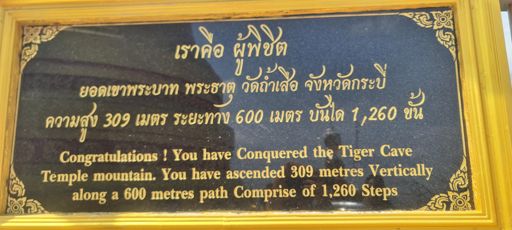 เราคือ ผู้พิชิต
ยอดเขาพระบาท พระธาตุ วัดถ้ำเสือ จังหวัดกระบี่
ความสูง 309 เมตร ระยะทาง 600 เมตร บันได 1,260 ขั้น
Congratulations ! You have Conquered the Tiger Cave
Temple mountain. You have ascended 309 metres Vertically
along a 600 metres path Comprise of 1,260 Steps